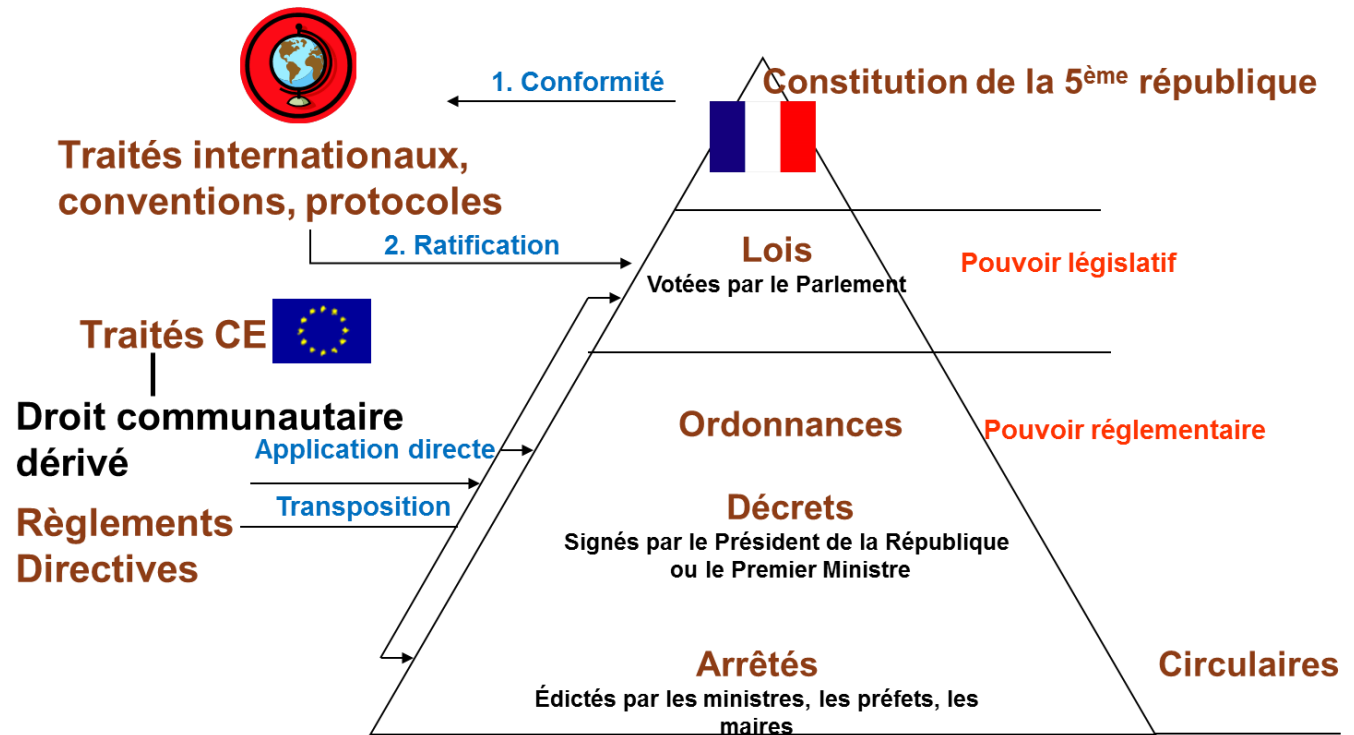 1. Conformité
Constitution de la 5ème république
Traités internationaux,
conventions, protocoles
2. Ratification
Lois
Votées par le Parlement
Pouvoir législatif
Traités CE
Droit communautaire
dérivé
Application directe
Transposition
Règlements
Directives
Ordonnances
Pouvoir réglementaire
Décrets
Signés par le Président de la République
ou le Premier Ministre
Arrêtés
Édictés par les ministres, les préfets, les
maires
Circulaires